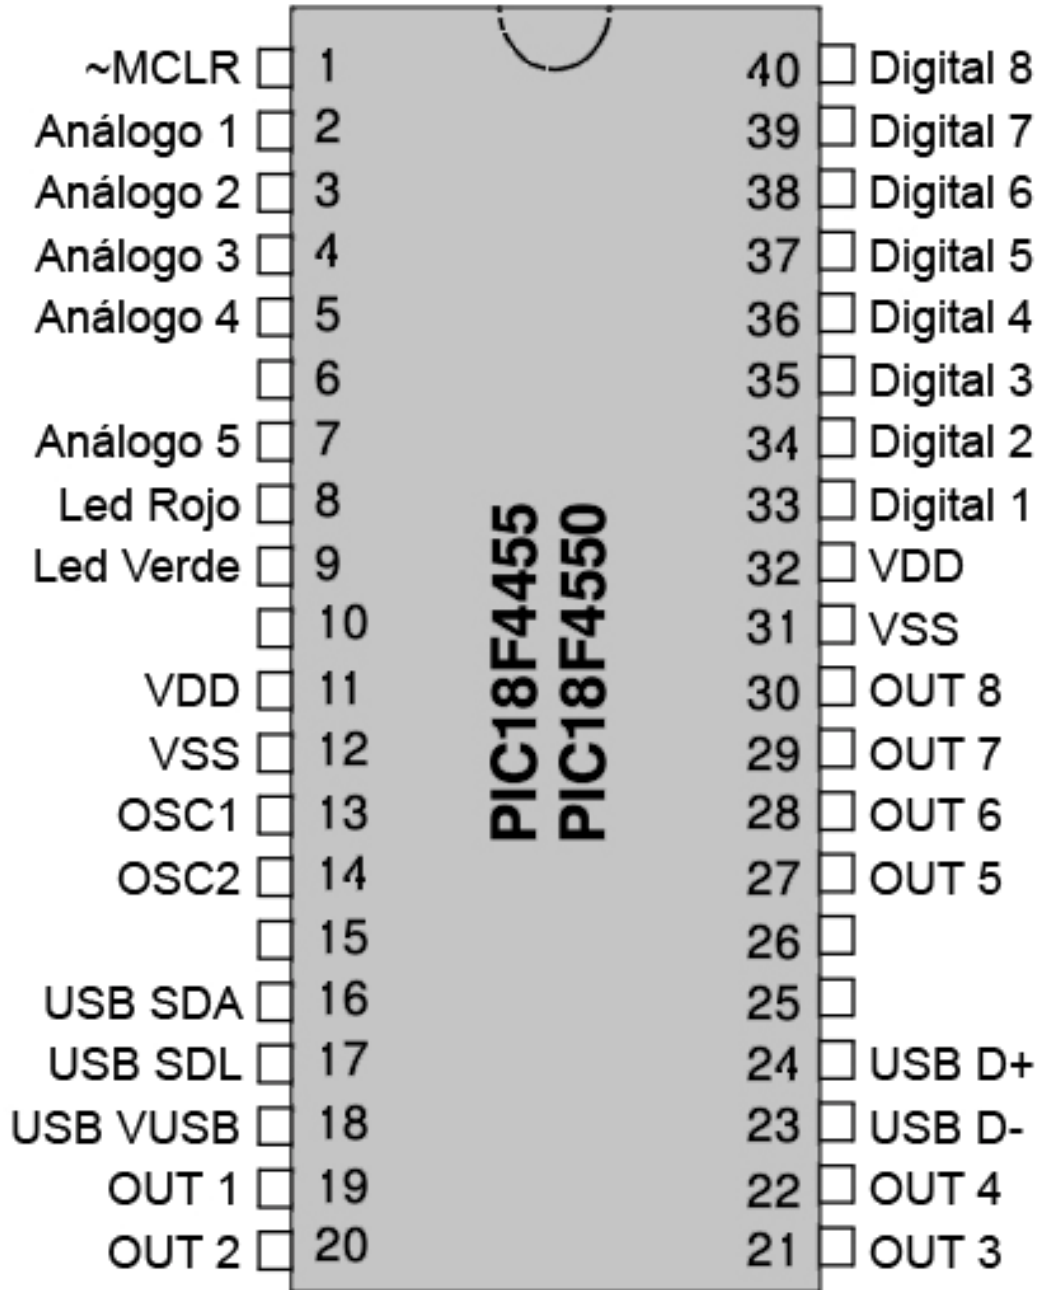 ~MCLR 1 40 Digital 8
Análogo 1 2 39 Digital 7
Análogo 2 3 38 Digital 6
Análogo 3 4 37 Digital 5
Análogo 4 5 36 Digital 4
6 35 Digital 3
Análogo 5 7 34 Digital 2
Led Rojo 8 33 Digital 1
Led Verde 9 32 VDD
10 31 VSS
VDD 11 30 OUT 8
VSS 12 29 OUT 7
OSC1 13 28 OUT 6
OSC2 14 27 OUT 5
15 26
USB SDA 16 25
USB SDL 17 24 USB D+
USB VUSB 18 23 USB D-
OUT 1 19 22 OUT 4
OUT 2 20 21 OUT 3
PIC18F4455
PIC18F4550